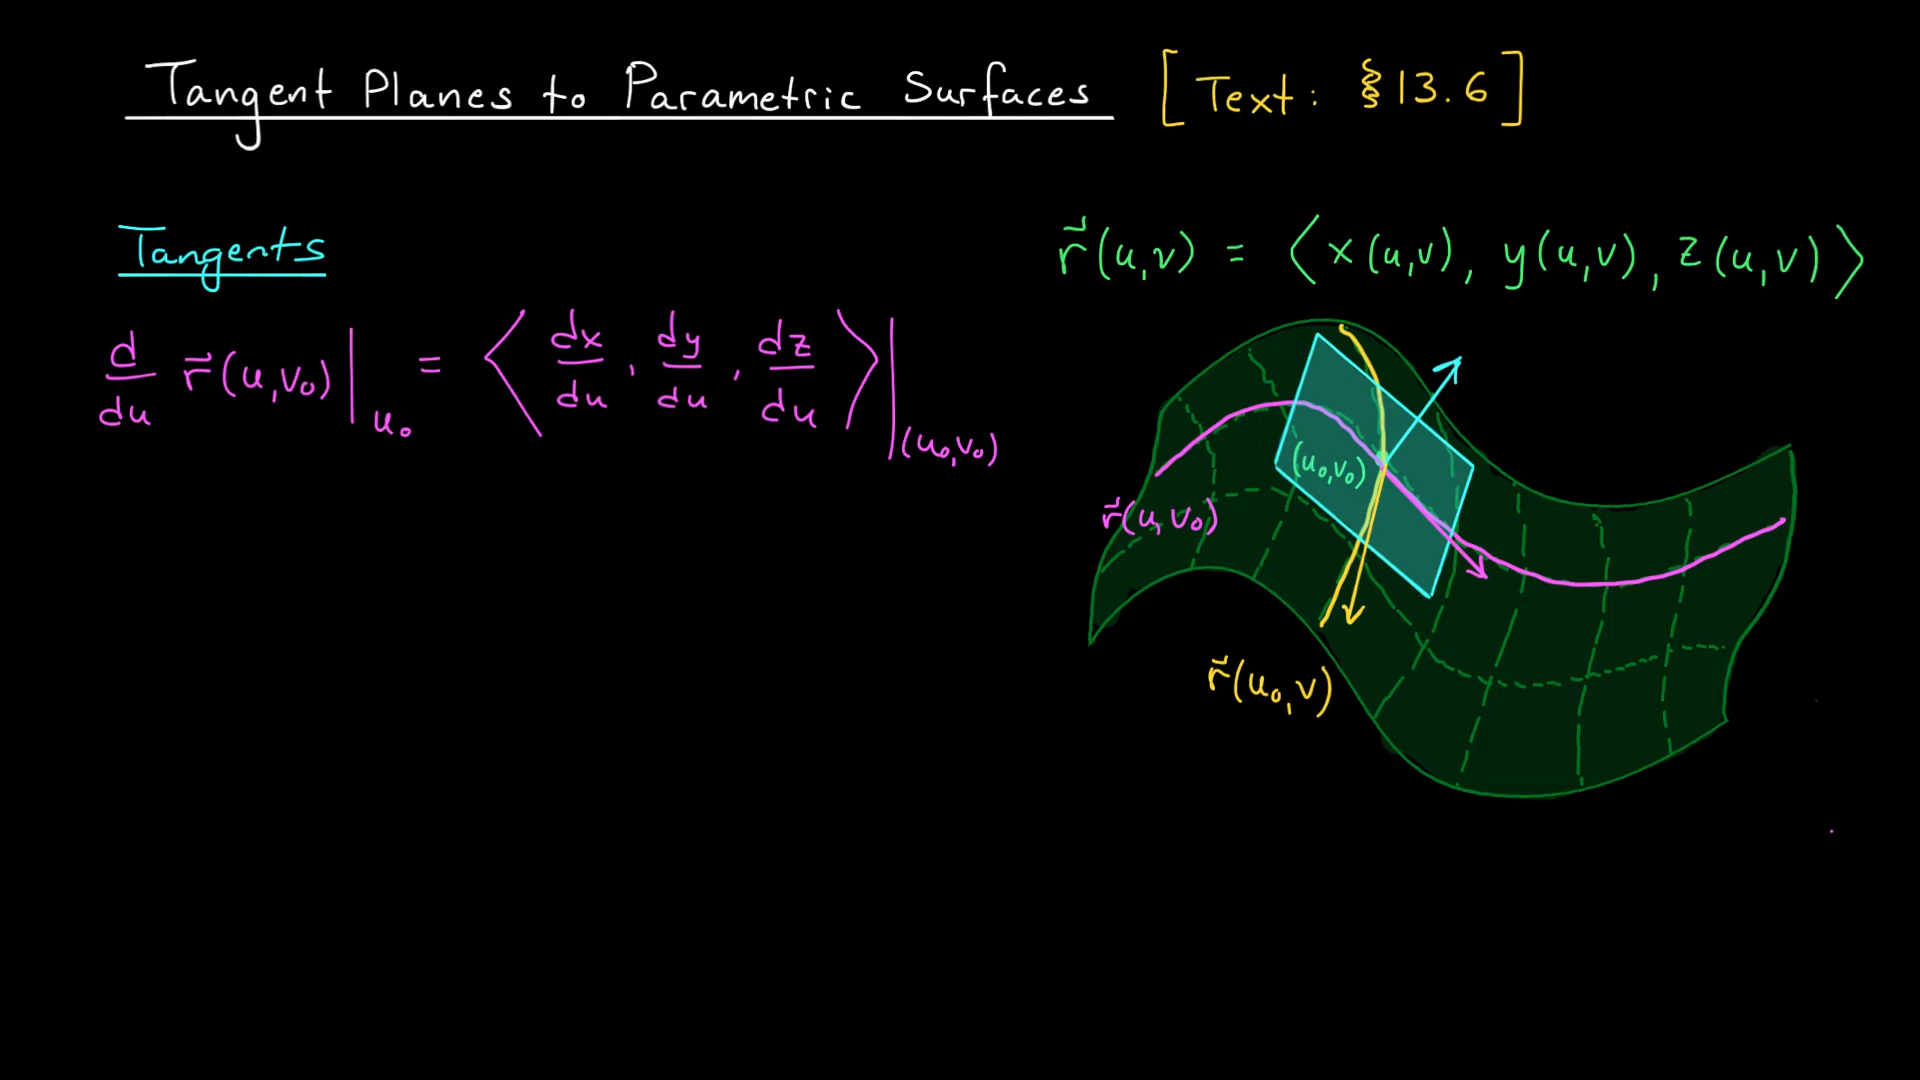 Tangent Planes to Parametric Surfaces [Text: §13.6]
Tangents
r⃗(u,v) = ⟨x(u,v), y(u,v), z(u,v)⟩
d/du r⃗(u,v₀)|u₀ = ⟨dx/du, dy/du, dz/du⟩|(u₀,v₀)
(u₀,v₀)
r⃗(u,v₀)
r⃗(u₀,v)